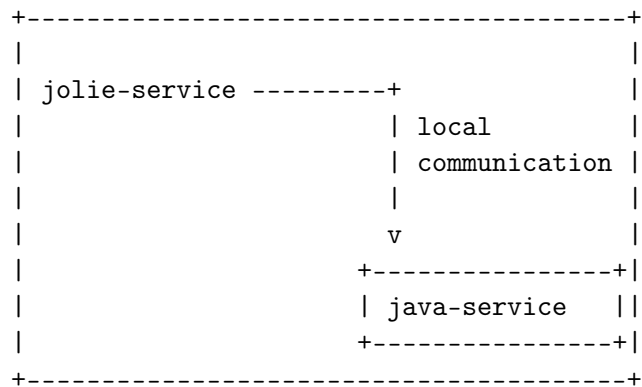 jolie-service
local
communication
v
java-service